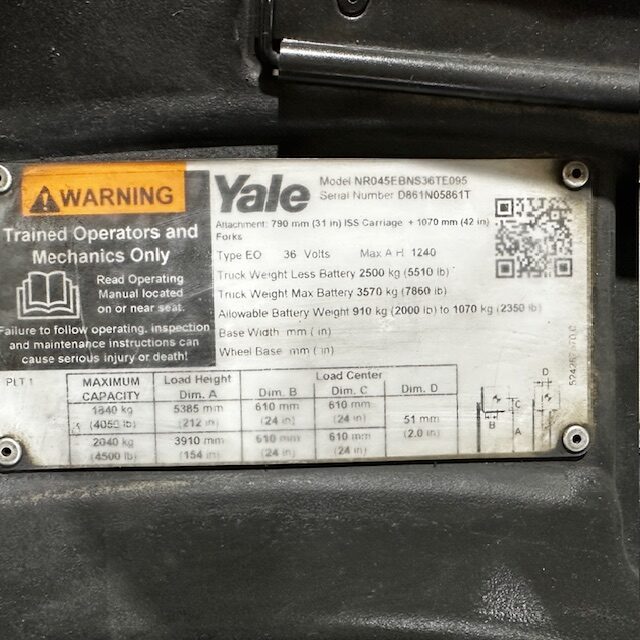 WARNING
Trained Operators and
Mechanics Only
Read Operating
Manual located
on or near seat.
Failure to follow operating, inspection
and maintenance instructions can
cause serious injury or death!
Yale
Model NR045EBNS36TE095
Serial Number D861N05861T
Attachment: 790 mm (31 in) ISS Carriage + 1070 mm (42 in)
Forks
Type EO 36 Volts Max A H 1240
Truck Weight Less Battery 2500 kg (5510 lb)
Truck Weight Max Battery 3570 kg (7860 lb)
Allowable Battery Weight 910 kg (2000 lb) to 1070 kg (2350 lb)
Base Width mm ( in)
Wheel Base mm ( in)
PLT 1
MAXIMUM CAPACITY Load Height Dim. A Load Center Dim. B Dim. C Dim. D
1840 kg 5385 mm 610 mm 610 mm
(4050 lb) (212 in) (24 in) (24 in)
51 mm
(2.0 in)
2040 kg 3910 mm 610 mm 610 mm
(4500 lb) (154 in) (24 in) (24 in)
D
C
B
A